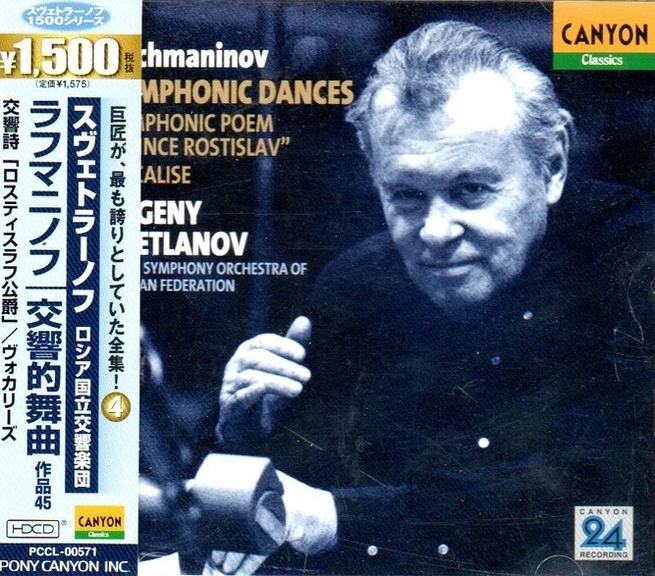 スヴェトラーノフ
1500シリーズ
¥1,500
税抜
(定価¥1,575)
巨匠が、最も誇りとしていた全集！4
スヴェトラーノフ ロシア国立交響楽団
ラフマニノフ 交響的舞曲 作品45
交響詩「ロスティスラフ公爵」/ヴォカリーズ
HDCD®
CANYON
Classics
PCCL-00571
PONY CANYON INC.
chmaninov
MPHONIC DANCES
MPHONIC POEM
NCE ROSTISLAV”
CALISE
GENY
ETLANOV
SYMPHONY ORCHESTRA OF
AN FEDERATION
CANYON
Classics
CANYON
24
RECORDING